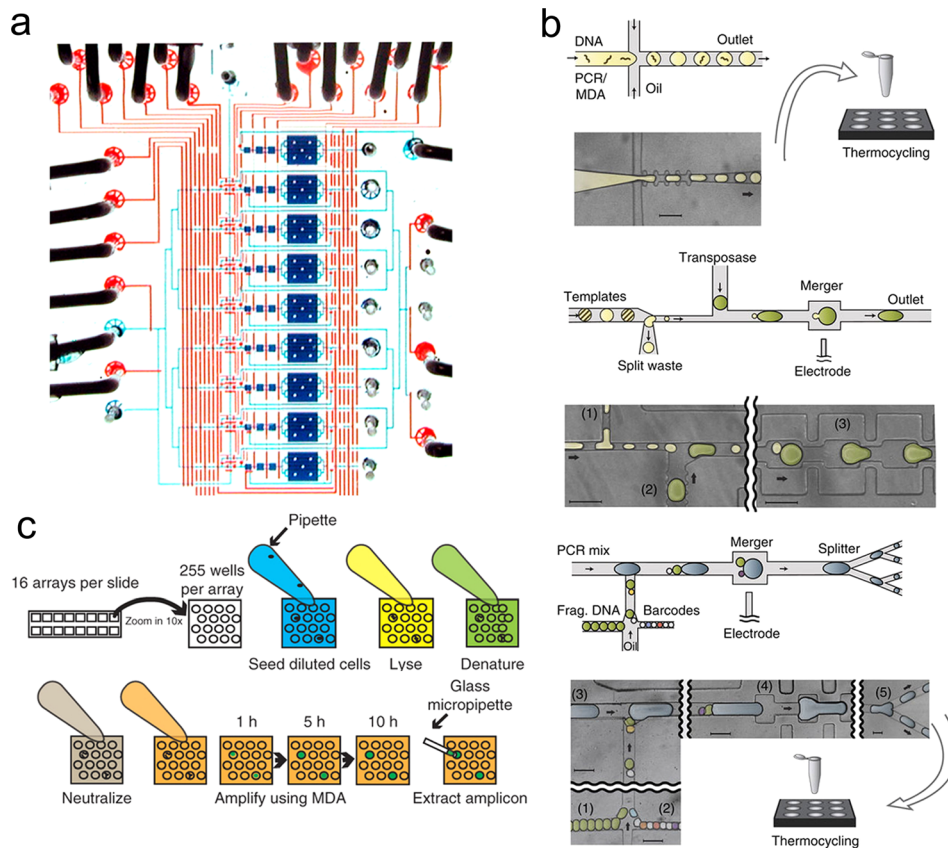 a
b
DNA
Outlet
PCR/
MDA
Oil
Thermocycling
Transposase
Templates
Merger
Outlet
Split waste
Electrode
(1)
(3)
(2)
PCR mix
Merger
Splitter
Frag. DNA
Barcodes
Oil
Electrode
(3)
(4)
(5)
(1)
(2)
Thermocycling
c
Pipette
16 arrays per slide
255 wells
per array
Zoom in 10x
Seed diluted cells
Lyse
Denature
Glass
micropipette
1 h
5 h
10 h
Neutralize
Amplify using MDA
Extract amplicon